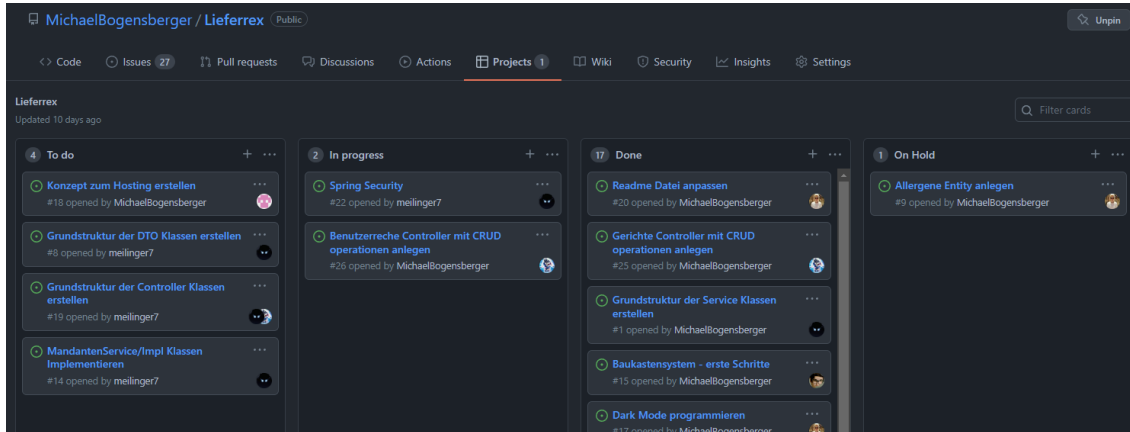 MichaelBogensberger / Lieferrex Public
Unpin
Code
Issues 27
Pull requests
Discussions
Actions
Projects 1
Wiki
Security
Insights
Settings
Lieferrex
Updated 10 days ago
Filter cards
4 To do
Konzept zum Hosting erstellen
#18 opened by MichaelBogensberger
Grundstruktur der DTO Klassen erstellen
#8 opened by meilinger7
Grundstruktur der Controller Klassen
erstellen
#19 opened by meilinger7
MandantenService/Impl Klassen
Implementieren
#14 opened by meilinger7
2 In progress
Spring Security
#22 opened by meilinger7
Benutzerreche Controller mit CRUD
operationen anlegen
#26 opened by MichaelBogensberger
17 Done
Readme Datei anpassen
#20 opened by MichaelBogensberger
Gerichte Controller mit CRUD
operationen anlegen
#25 opened by MichaelBogensberger
Grundstruktur der Service Klassen
erstellen
#1 opened by MichaelBogensberger
Baukastensystem - erste Schritte
#15 opened by MichaelBogensberger
Dark Mode programmieren
#17 opened by MichaelBogensberger
1 On Hold
Allergene Entity anlegen
#9 opened by MichaelBogensberger